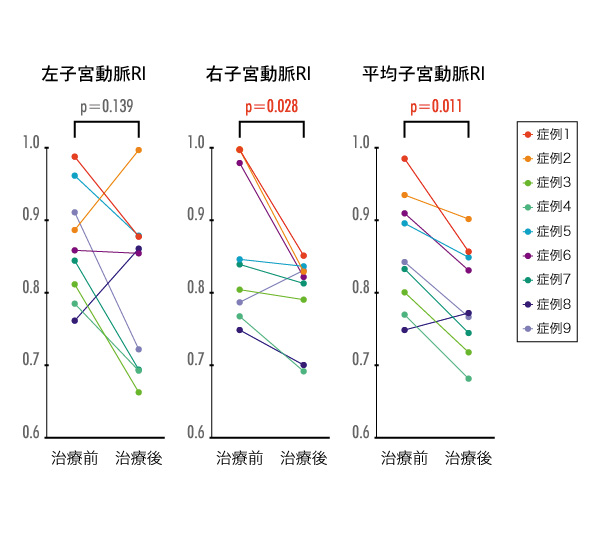 左子宮動脈RI
p=0.139
1.0
0.9
0.8
0.7
0.6
治療前 治療後
右子宮動脈RI
p=0.028
1.0
0.9
0.8
0.7
0.6
治療前 治療後
平均子宮動脈RI
p=0.011
1.0
0.9
0.8
0.7
0.6
治療前 治療後
症例1
症例2
症例3
症例4
症例5
症例6
症例7
症例8
症例9